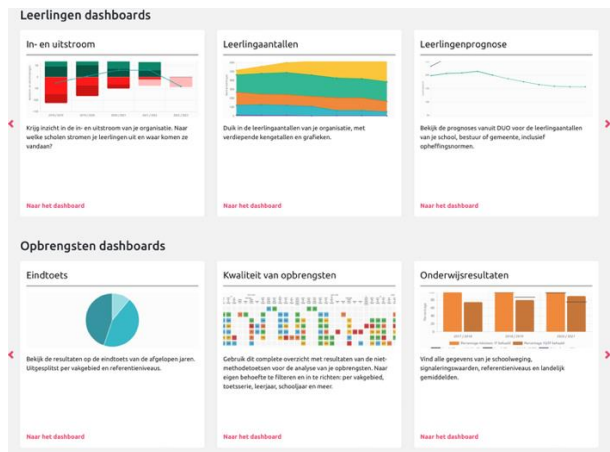 Leerlingen dashboards
In- en uitstroom
Krijg inzicht in de in- en uitstroom van je organisatie. Naar
welke scholen stromen je leerlingen uit en waar komen ze
vandaan?
Naar het dashboard
Leerlingaantallen
Duik in de leerlingaantallen van je organisatie, met
verdiepende kengetallen en grafieken.
Naar het dashboard
Leerlingenprognose
Bekijk de prognoses vanuit DUO voor de leerlingaantallen
van je school, bestuur of gemeente, inclusief
opheffingsnormen.
Naar het dashboard
Opbrengsten dashboards
Eindtoets
Bekijk de resultaten op de eindtoets van de afgelopen jaren.
Uitgesplitst per vakgebied en referentieniveaus.
Naar het dashboard
Kwaliteit van opbrengsten
Gebruik dit complete overzicht met resultaten van de niet-
methodetoetsen voor de analyse van je opbrengsten. Naar
eigen behoefte te filteren en in te richten: per vakgebied,
toetsserie, leerjaar, schooljaar en meer.
Naar het dashboard
Onderwijsresultaten
Vind alle gegevens van je schoolweging,
signaleringswaarden, referentieniveaus en landelijk
gemiddelden.
Naar het dashboard